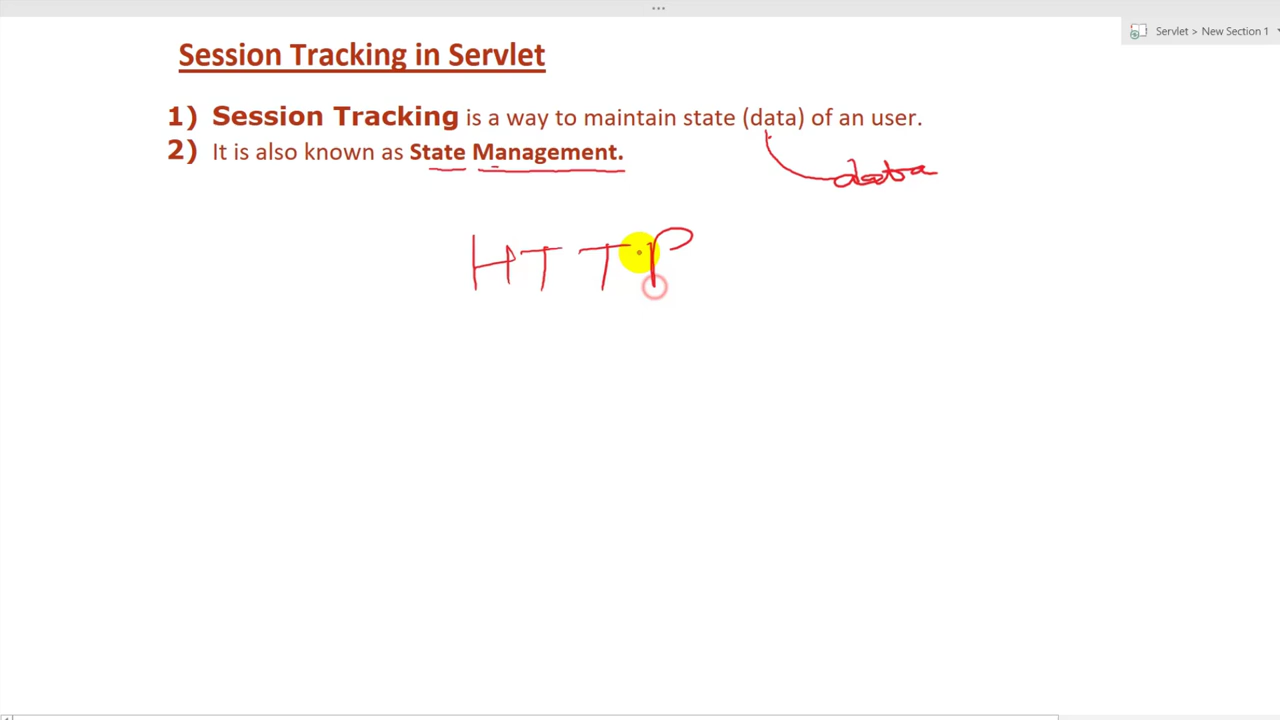 Servlet > New Section 1
Session Tracking in Servlet
1) Session Tracking is a way to maintain state (data) of an user.
2) It is also known as State Management.
data
HTTP